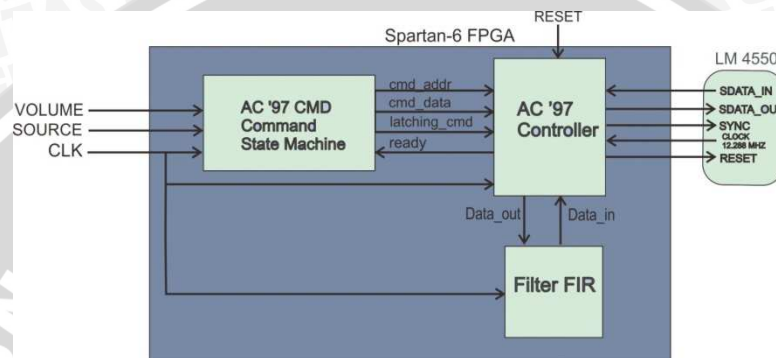 RESET
Spartan-6 FPGA
LM 4550
VOLUME
SOURCE
CLK
AC '97 CMD
Command
State Machine
cmd_addr
cmd_data
latching_cmd
ready
AC '97
Controller
SDATA_IN
SDATA_OU
SYNC
CLOCK
12.288 MHZ
RESET
Data_out
Data_in
Filter FIR